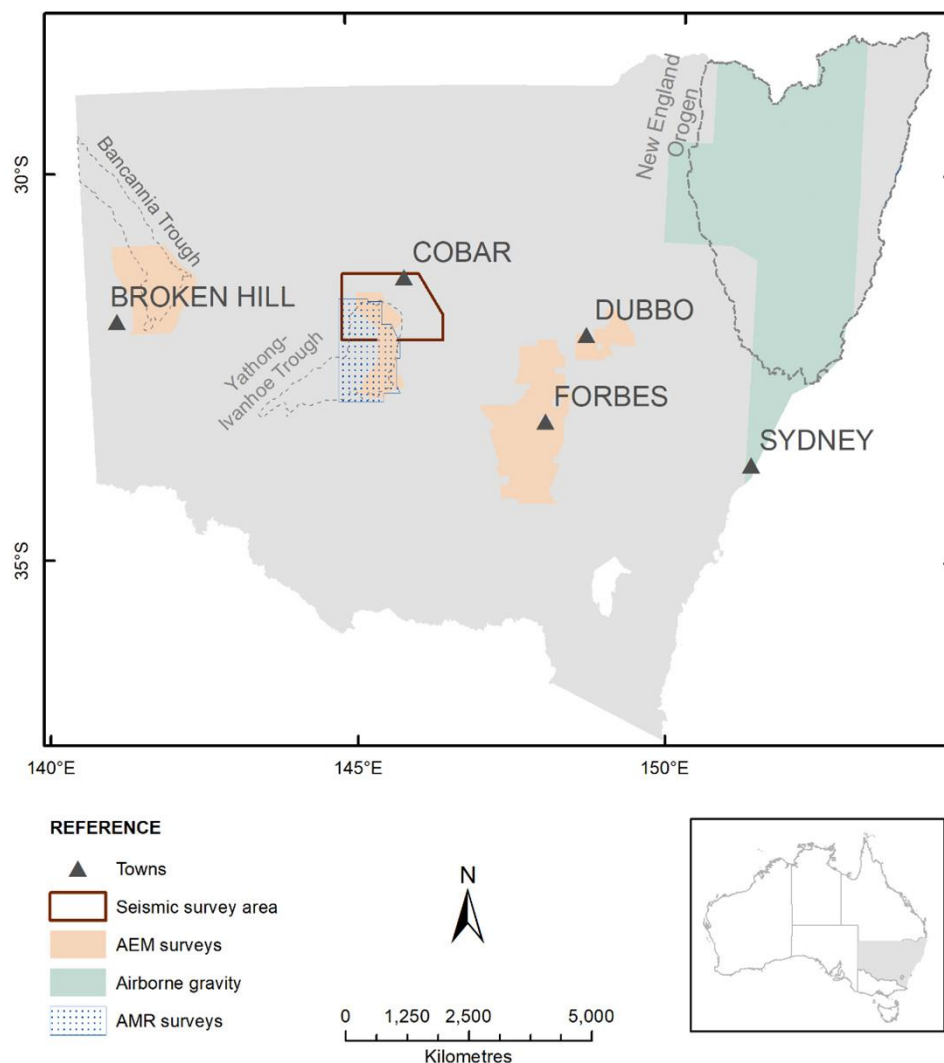 New England
Orogen
30°S
Bancannia Trough
COBAR
BROKEN HILL
DUBBO
Yathong-
Ivanhoe Trough
FORBES
SYDNEY
35°S
140°E
145°E
150°E
REFERENCE
Towns
Seismic survey area
AEM surveys
Airborne gravity
AMR surveys
N
0 1,250 2,500 5,000
Kilometres